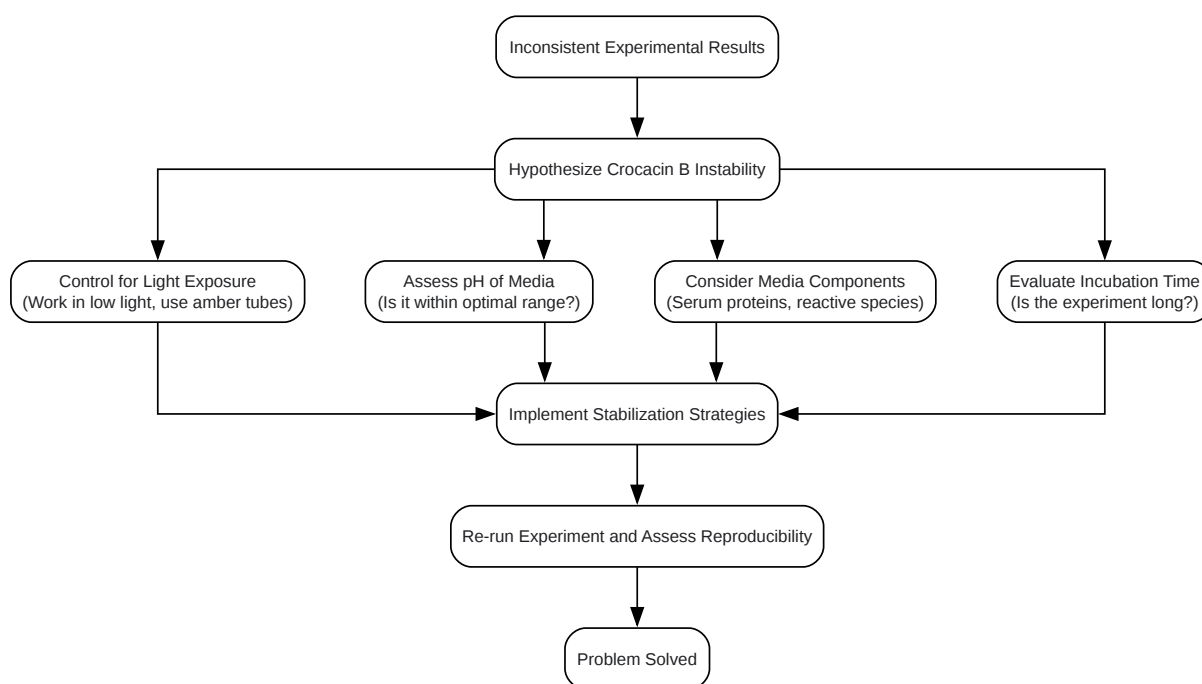 Inconsistent Experimental Results
Hypothesize Crocacin B Instability
Control for Light Exposure
(Work in low light, use amber tubes)
Assess pH of Media
(Is it within optimal range?)
Consider Media Components
(Serum proteins, reactive species)
Evaluate Incubation Time
(Is the experiment long?)
Implement Stabilization Strategies
Re-run Experiment and Assess Reproducibility
Problem Solved